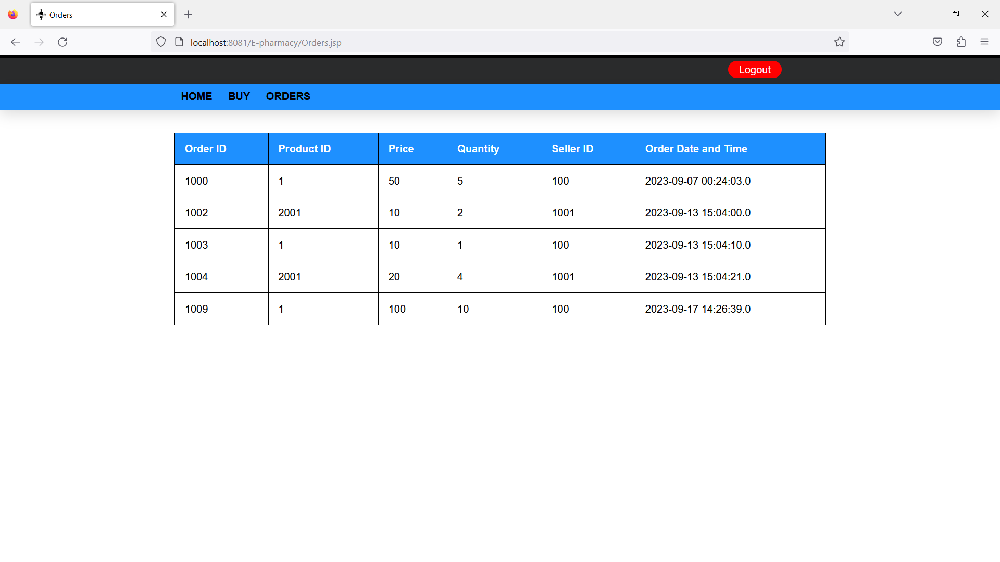 Orders
localhost:8081/E-pharmacy/Orders.jsp
Logout
HOME BUY ORDERS
Order ID Product ID Price Quantity Seller ID Order Date and Time
1000 1 50 5 100 2023-09-07 00:24:03.0
1002 2001 10 2 1001 2023-09-13 15:04:00.0
1003 1 10 1 100 2023-09-13 15:04:10.0
1004 2001 20 4 1001 2023-09-13 15:04:21.0
1009 1 100 10 100 2023-09-17 14:26:39.0